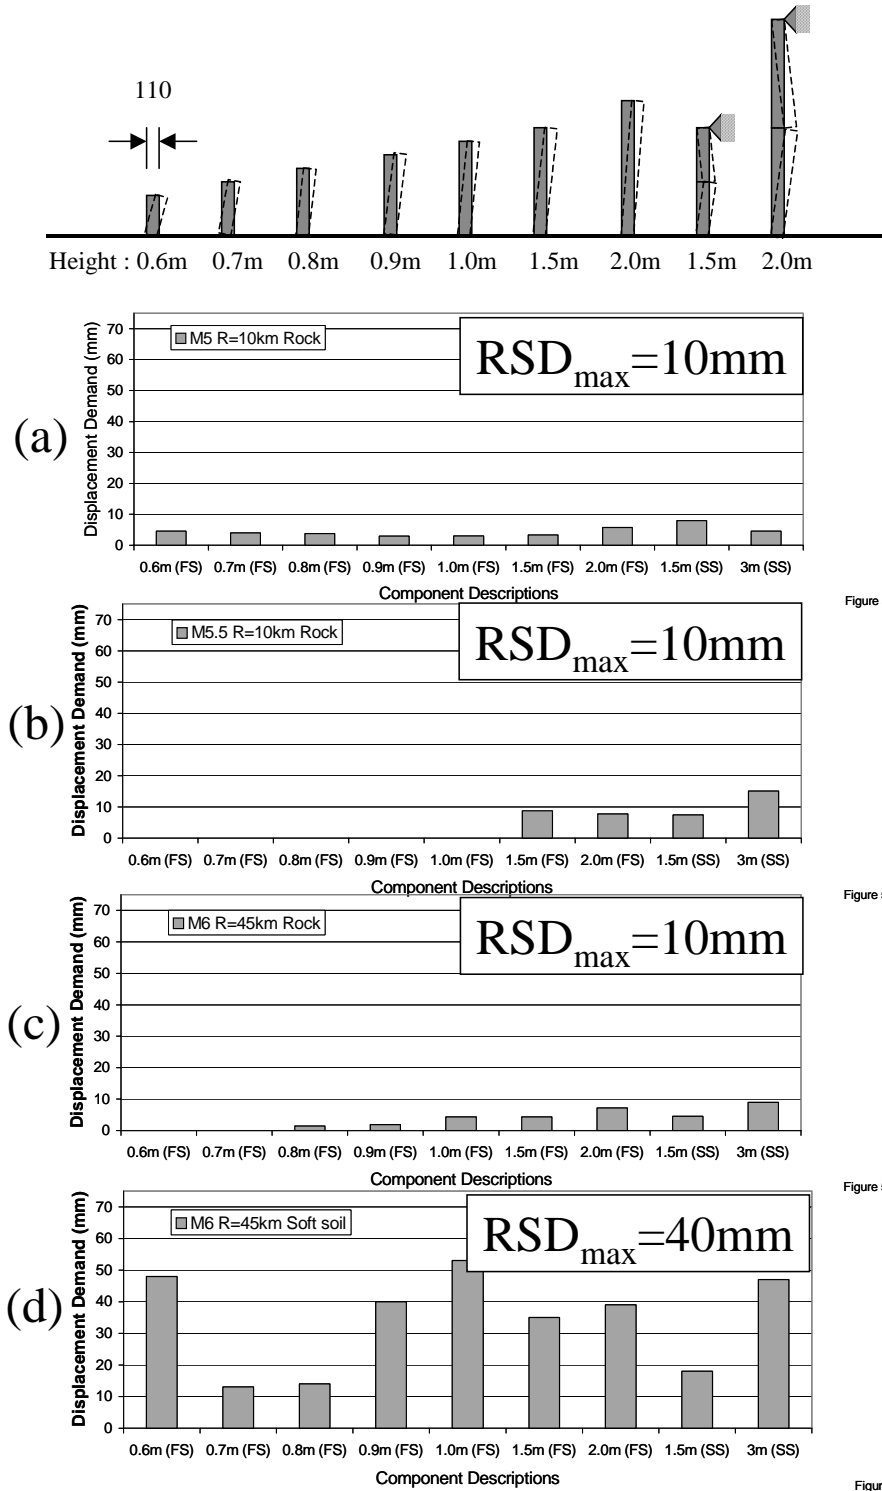 110
Height : 0.6m 0.7m 0.8m 0.9m 1.0m 1.5m 2.0m 1.5m 2.0m
(a)
Displacement Demand (mm)
70
60
50
40
30
20
10
0
M5 R=10km Rock
RSDmax=10mm
0.6m (FS) 0.7m (FS) 0.8m (FS) 0.9m (FS) 1.0m (FS) 1.5m (FS) 2.0m (FS) 1.5m (SS) 3m (SS)
Component Descriptions
Figure
(b)
Displacement Demand (mm)
70
60
50
40
30
20
10
0
M5.5 R=10km Rock
RSDmax=10mm
0.6m (FS) 0.7m (FS) 0.8m (FS) 0.9m (FS) 1.0m (FS) 1.5m (FS) 2.0m (FS) 1.5m (SS) 3m (SS)
Component Descriptions
Figure
(c)
Displacement Demand (mm)
70
60
50
40
30
20
10
0
M6 R=45km Rock
RSDmax=10mm
0.6m (FS) 0.7m (FS) 0.8m (FS) 0.9m (FS) 1.0m (FS) 1.5m (FS) 2.0m (FS) 1.5m (SS) 3m (SS)
Component Descriptions
Figure
(d)
Displacement Demand (mm)
70
60
50
40
30
20
10
0
M6 R=45km Soft soil
RSDmax=40mm
0.6m (FS) 0.7m (FS) 0.8m (FS) 0.9m (FS) 1.0m (FS) 1.5m (FS) 2.0m (FS) 1.5m (SS) 3m (SS)
Component Descriptions
Figur